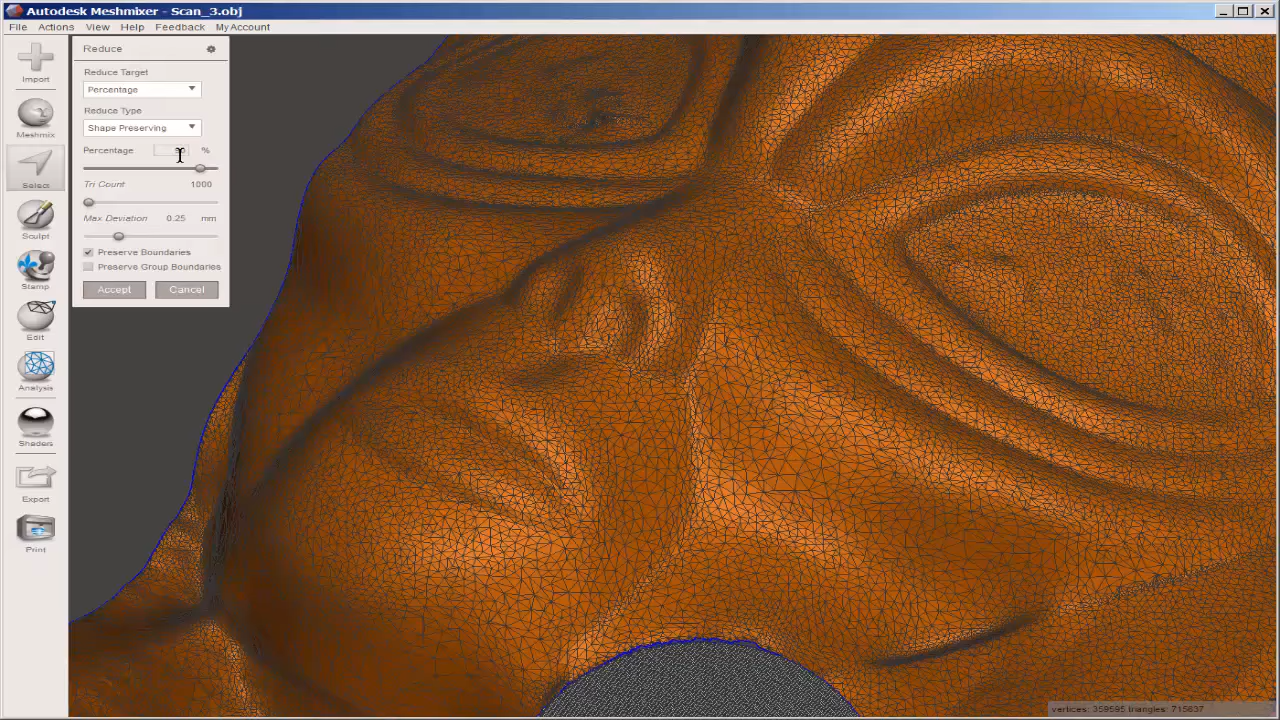 Autodesk Meshmixer - Scan_3.obj
File Actions View Help Feedback My Account
Import
Meshmix
Select
Sculpt
Stamp
Edit
Analysis
Shaders
Export
Print
Reduce
Reduce Target
Percentage
Reduce Type
Shape Preserving
Percentage %
Tri Count 1000
Max Deviation 0.25 mm
Preserve Boundaries
Preserve Group Boundaries
Accept Cancel
vertices: 359595 triangles: 715637